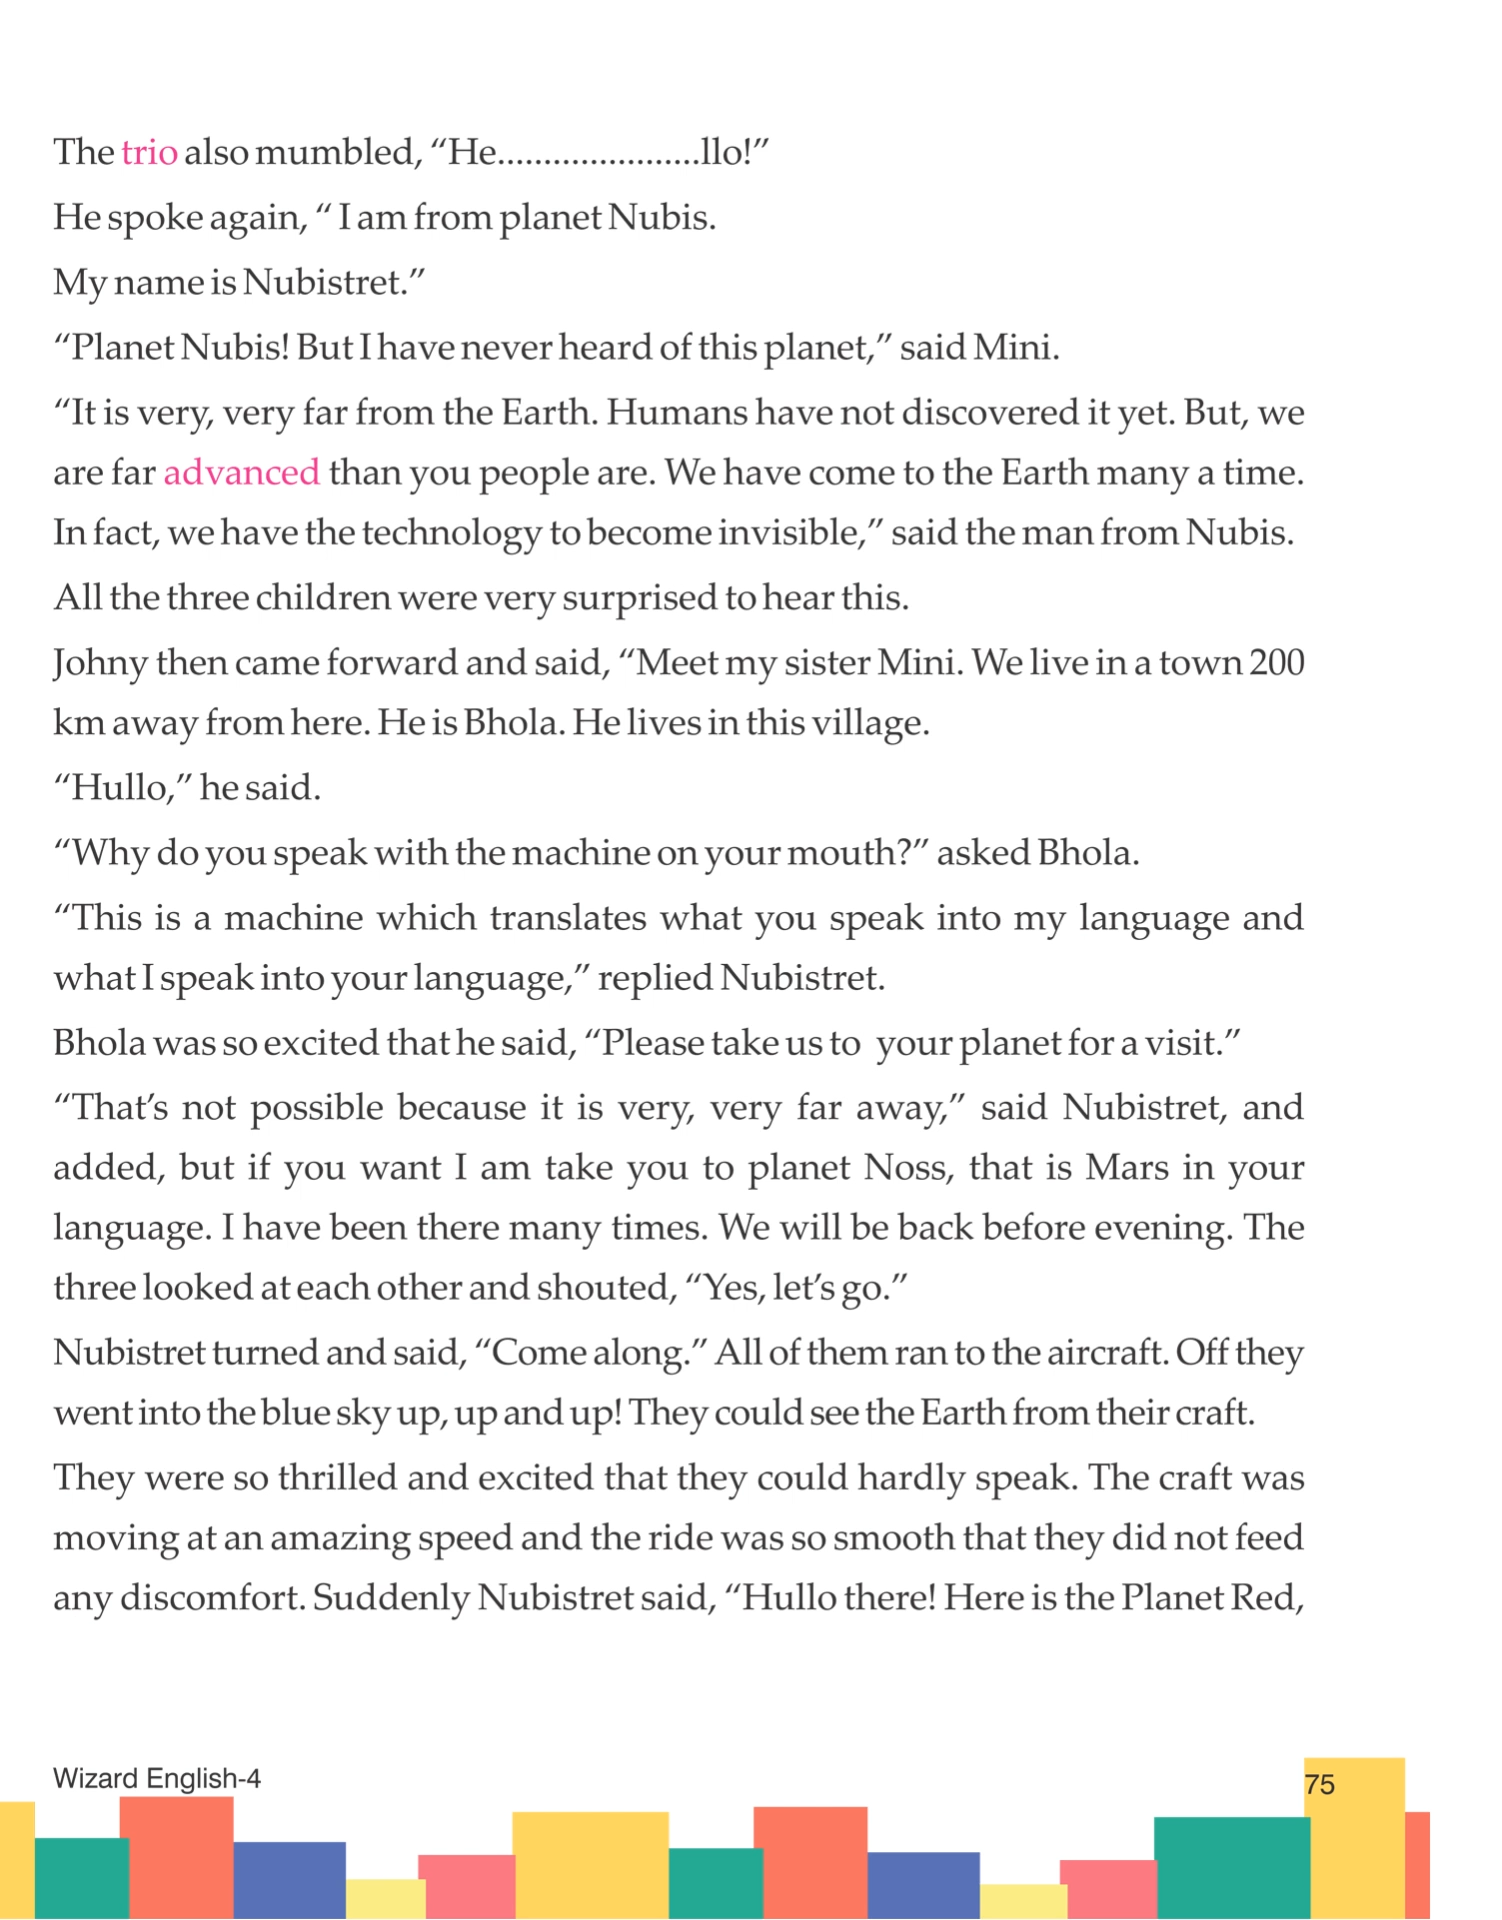 The trio also mumbled, “He......................llo!”
He spoke again, “ I am from planet Nubis.
My name is Nubistret.”
“Planet Nubis! But I have never heard of this planet,” said Mini.
“It is very, very far from the Earth. Humans have not discovered it yet. But, we
are far advanced than you people are. We have come to the Earth many a time.
In fact, we have the technology to become invisible,” said the man from Nubis.
All the three children were very surprised to hear this.
Johny then came forward and said, “Meet my sister Mini. We live in a town 200
km away from here. He is Bhola. He lives in this village.
“Hullo,” he said.
“Why do you speak with the machine on your mouth?” asked Bhola.
“This is a machine which translates what you speak into my language and
what I speak into your language,” replied Nubistret.
Bhola was so excited that he said, “Please take us to  your planet for a visit.”
“That’s not possible because it is very, very far away,” said Nubistret, and
added, but if you want I am take you to planet Noss, that is Mars in your
language. I have been there many times. We will be back before evening. The
three looked at each other and shouted, “Yes, let’s go.”
Nubistret turned and said, “Come along.” All of them ran to the aircraft. Off they
went into the blue sky up, up and up! They could see the Earth from their craft.
They were so thrilled and excited that they could hardly speak. The craft was
moving at an amazing speed and the ride was so smooth that they did not feed
any discomfort. Suddenly Nubistret said, “Hullo there! Here is the Planet Red,
Wizard English-4
75